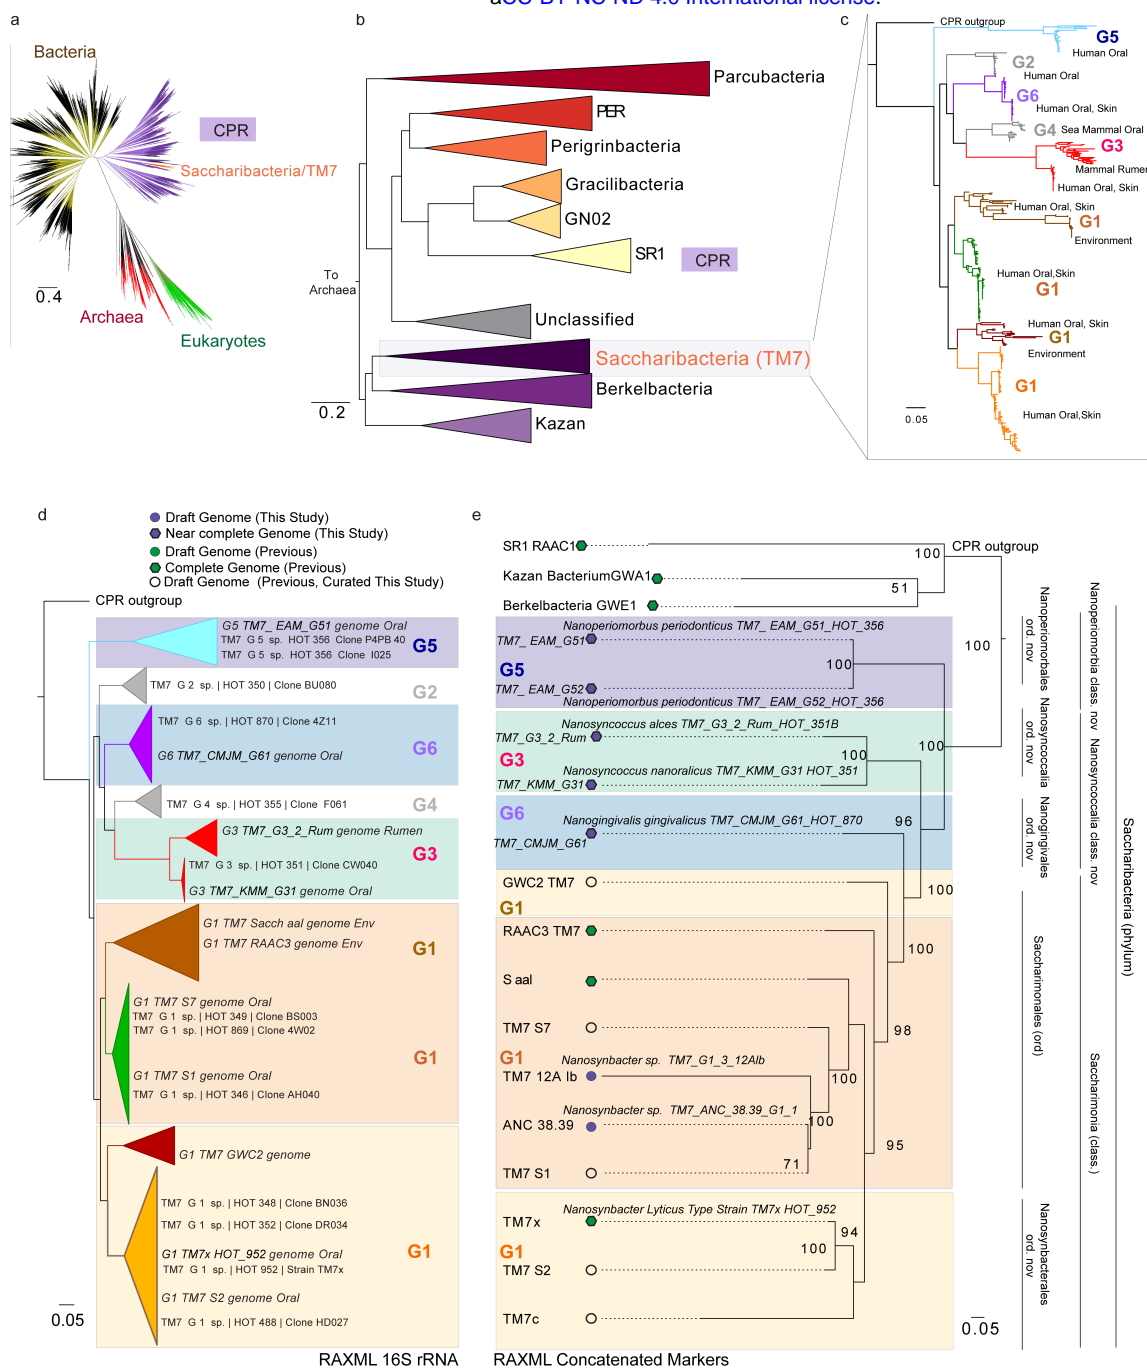 aCC-BY-NC-ND 4.0 International license.
a
Bacteria
CPR
Saccharibacteria/TM7
0.4
Archaea
Eukaryotes
b
Parcubacteria
PER
Perigrinbacteria
Gracilibacteria
GN02
SR1
CPR
To
Archaea
Unclassified
Saccharibacteria (TM7)
Berkelbacteria
0.2
Kazan
c
CPR outgroup
G5
Human Oral
G2
Human Oral
G6
Human Oral, Skin
G4 Sea Mammal Oral
G3
Mammal Rumen
Human Oral, Skin
Human Oral, Skin
G1
Environment
Human Oral,Skin
G1
Human Oral, Skin
G1
Environment
G1
Human Oral,Skin
0.05
d
Draft Genome (This Study)
Near complete Genome (This Study)
Draft Genome (Previous)
Complete Genome (Previous)
Draft Genome (Previous, Curated This Study)
CPR outgroup
G5 TM7_EAM_G51 genome Oral
TM7 G 5 sp. HOT 356 Clone P4PB 40
TM7 G 5 sp. HOT 356 Clone I025
G5
TM7 G 2 sp. | HOT 350 | Clone BU080
G2
TM7 G 6 sp. | HOT 870 | Clone 4Z11
G6 TM7_CMJM_G61 genome Oral
G6
TM7 G 4 sp. | HOT 355 | Clone F061
G4
G3 TM7_G3_2_Rum genome Rumen
TM7 G 3 sp. | HOT 351 | Clone CW040
G3 TM7_KMM_G31 genome Oral
G3
G1 TM7 Sacch aal genome Env
G1 TM7 RAAC3 genome Env
G1
G1 TM7 S7 genome Oral
TM7 G 1 sp. | HOT 349 | Clone BS003
TM7 G 1 sp. | HOT 869 | Clone 4W02
G1
G1 TM7 S1 genome Oral
TM7 G 1 sp. | HOT 346 | Clone AH040
G1 TM7 GWC2 genome
TM7 G 1 sp. | HOT 348 | Clone BN036
TM7 G 1 sp. | HOT 352 | Clone DR034
G1 TM7x HOT_952 genome Oral
TM7 G 1 sp. | HOT 952 | Strain TM7x
G1
G1 TM7 S2 genome Oral
TM7 G 1 sp. | HOT 488 | Clone HD027
0.05
RAXML 16S rRNA
e
SR1 RAAC1
100
CPR outgroup
Kazan BacteriumGWA1
51
Berkelbacteria GWE1
100
Nanoperiomorbus periodonticus TM7_ EAM_G51_HOT_356
TM7_ EAM_G51
G5
100
TM7_ EAM_G52
Nanoperiomorbus periodonticus TM7_ EAM_G52_HOT_356
Nanosyncoccus alces TM7_G3_2_Rum_HOT_351B
TM7_G3_2_Rum
100
100
G3
Nanosyncoccus nanoralicus TM7_KMM_G31 HOT_351
TM7_KMM_G31
G6
Nanogingivalis gingivalicus TM7_CMJM_G61_HOT_870
96
TM7_CMJM_G61
GWC2 TM7
100
G1
RAAC3 TM7
100
S aal
TM7 S7
98
G1
Nanosynbacter sp. TM7_G1_3_12Alb
TM7 12A Ib
100
Nanosynbacter sp. TM7_ANC_38.39_G1_1
ANC 38.39
100
95
71
TM7 S1
Nanosynbacter Lyticus Type Strain TM7x HOT_952
TM7x
94
G1
100
TM7 S2
TM7c
0.05
RAXML Concatenated Markers
Nanoperiomorbales
ord. nov
Nanosyncoccalia
ord. nov
Nanogingivales
ord. nov
Saccharimonales (ord)
Nanosynbacterales
ord. nov
Nanoperiomorbia class. nov
Nanosyncoccalia class. nov
Saccharimonia (class.)
Saccharibacteria (phylum)